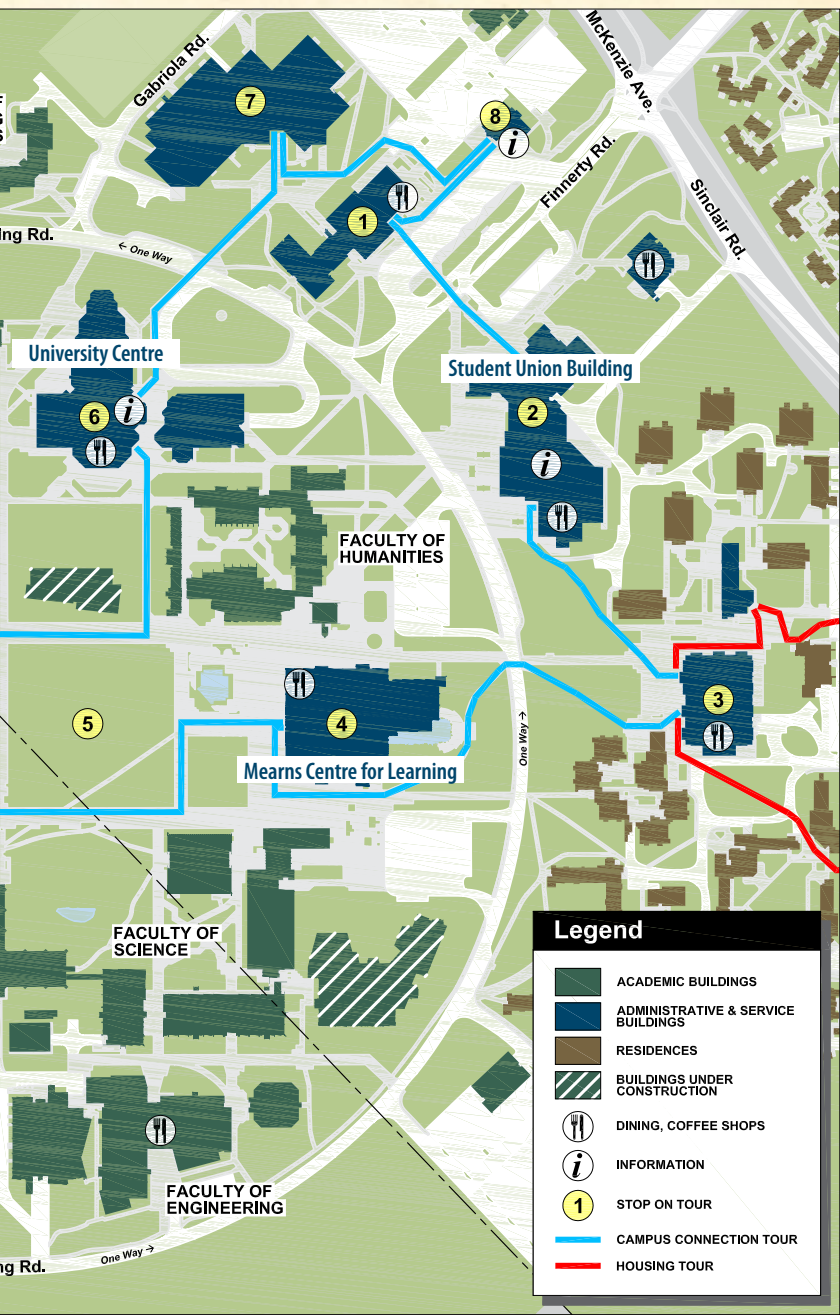 Gabriola Rd.
McKenzie Ave.
7
8
i
Finnerty Rd.
Sinclair Rd.
1
ng Rd.
← One Way
University Centre
Student Union Building
6
i
2
i
FACULTY OF
HUMANITIES
3
5
4
One Way →
Mearns Centre for Learning
FACULTY OF
SCIENCE
FACULTY OF
ENGINEERING
One Way →
ng Rd.
Legend
ACADEMIC BUILDINGS
ADMINISTRATIVE & SERVICE
BUILDINGS
RESIDENCES
BUILDINGS UNDER
CONSTRUCTION
DINING, COFFEE SHOPS
i
INFORMATION
1
STOP ON TOUR
CAMPUS CONNECTION TOUR
HOUSING TOUR